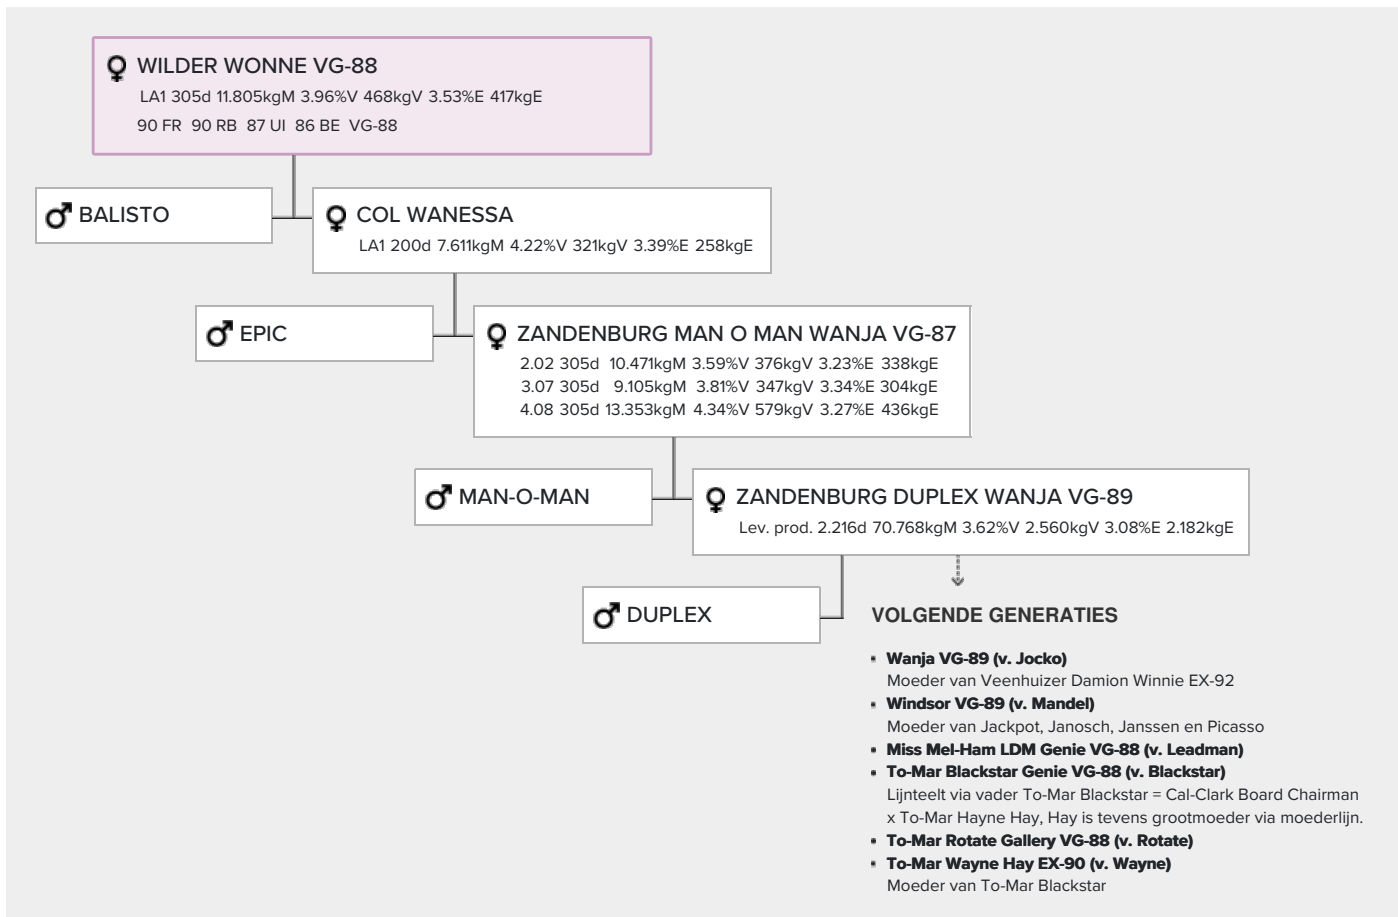 WILDER WONNE VG-88
LA1 305d 11.805kgM 3.96%V 468kgV 3.53%E 417kgE
90 FR 90 RB 87 UI 86 BE VG-88
BALISTO
COL WANESSA
LA1 200d 7.611kgM 4.22%V 321kgV 3.39%E 258kgE
EPIC
ZANDENBURG MAN O MAN WANJA VG-87
2.02 305d 10.471kgM 3.59%V 376kgV 3.23%E 338kgE
3.07 305d 9.105kgM 3.81%V 347kgV 3.34%E 304kgE
4.08 305d 13.353kgM 4.34%V 579kgV 3.27%E 436kgE
MAN-O-MAN
ZANDENBURG DUPLEX WANJA VG-89
Lev. prod. 2.216d 70.768kgM 3.62%V 2.560kgV 3.08%E 2.182kgE
DUPLEX
VOLGENDE GENERATIES
• Wanja VG-89 (v. Jocko)
Moeder van Veenhuizer Damion Winnie EX-92
• Windsor VG-89 (v. Mandel)
Moeder van Jackpot, Janosch, Janssen en Picasso
• Miss Mel-Ham LDM Genie VG-88 (v. Leadman)
• To-Mar Blackstar Genie VG-88 (v. Blackstar)
Lijnteelt via vader To-Mar Blackstar = Cal-Clark Board Chairman
x To-Mar Hayne Hay, Hay is tevens grootmoeder via moederlijn.
• To-Mar Rotate Gallery VG-88 (v. Rotate)
• To-Mar Wayne Hay EX-90 (v. Wayne)
Moeder van To-Mar Blackstar